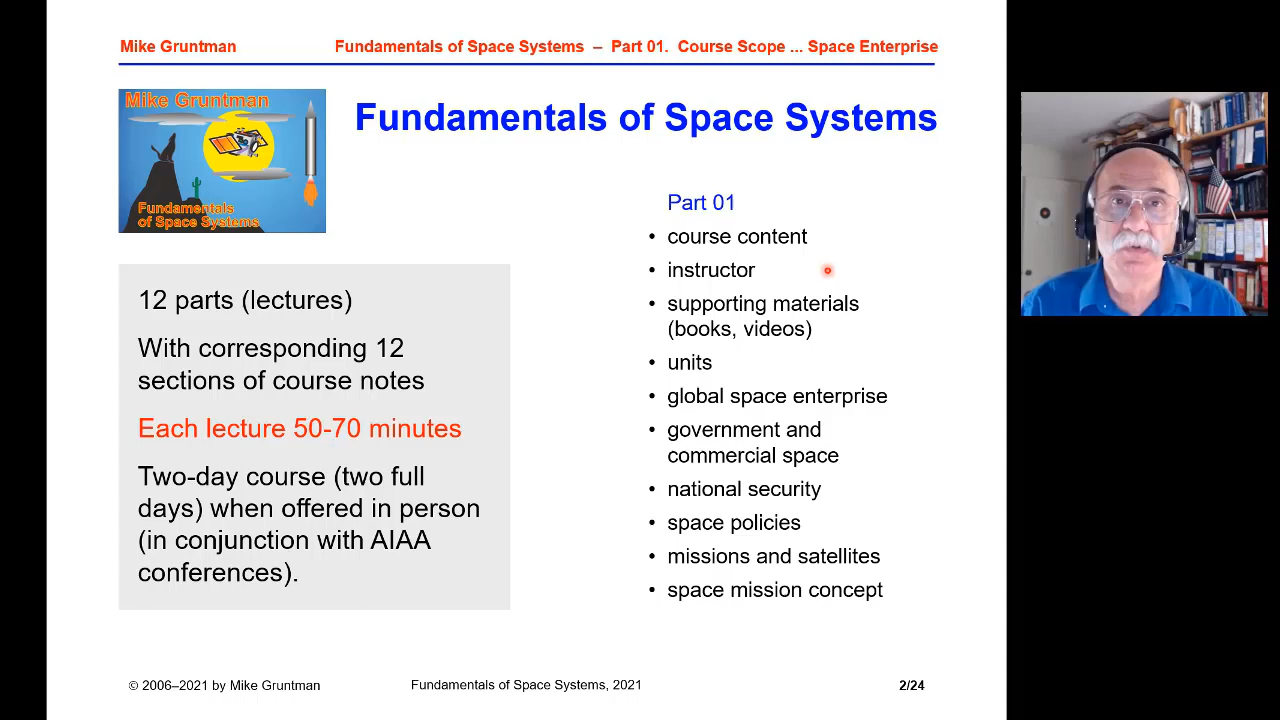 Mike Gruntman
Fundamentals of Space Systems – Part 01. Course Scope ... Space Enterprise
Mike Gruntman
Fundamentals
of Space Systems
Fundamentals of Space Systems
12 parts (lectures)
With corresponding 12
sections of course notes
Each lecture 50-70 minutes
Two-day course (two full
days) when offered in person
(in conjunction with AIAA
conferences).
Part 01
• course content
• instructor
• supporting materials
(books, videos)
• units
• global space enterprise
• government and
commercial space
• national security
• space policies
• missions and satellites
• space mission concept
© 2006–2021 by Mike Gruntman
Fundamentals of Space Systems, 2021
2/24